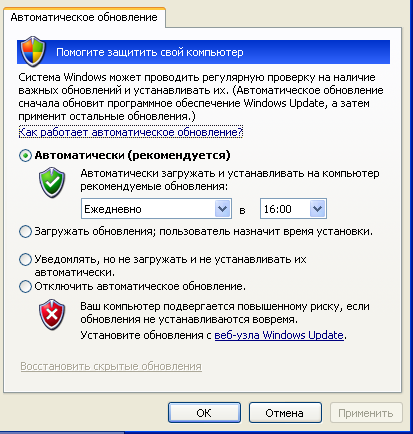 Автоматическое обновление
Помогите защитить свой компьютер
Система Windows может проводить регулярную проверку на наличие
важных обновлений и устанавливать их. (Автоматическое обновление
сначала обновит программное обеспечение Windows Update, а затем
применит остальные обновления.)
Как работает автоматическое обновление?
Автоматически (рекомендуется)
Автоматически загружать и устанавливать на компьютер
рекомендуемые обновления:
Ежедневно в 16:00
Загружать обновления; пользователь назначит время установки.
Уведомлять, но не загружать и не устанавливать их
автоматически.
Отключить автоматическое обновление.
Ваш компьютер подвергается повышенному риску, если
обновления не устанавливаются вовремя.
Установите обновления с веб-узла Windows Update.
Восстановить скрытые обновления
ОК Отмена Применить